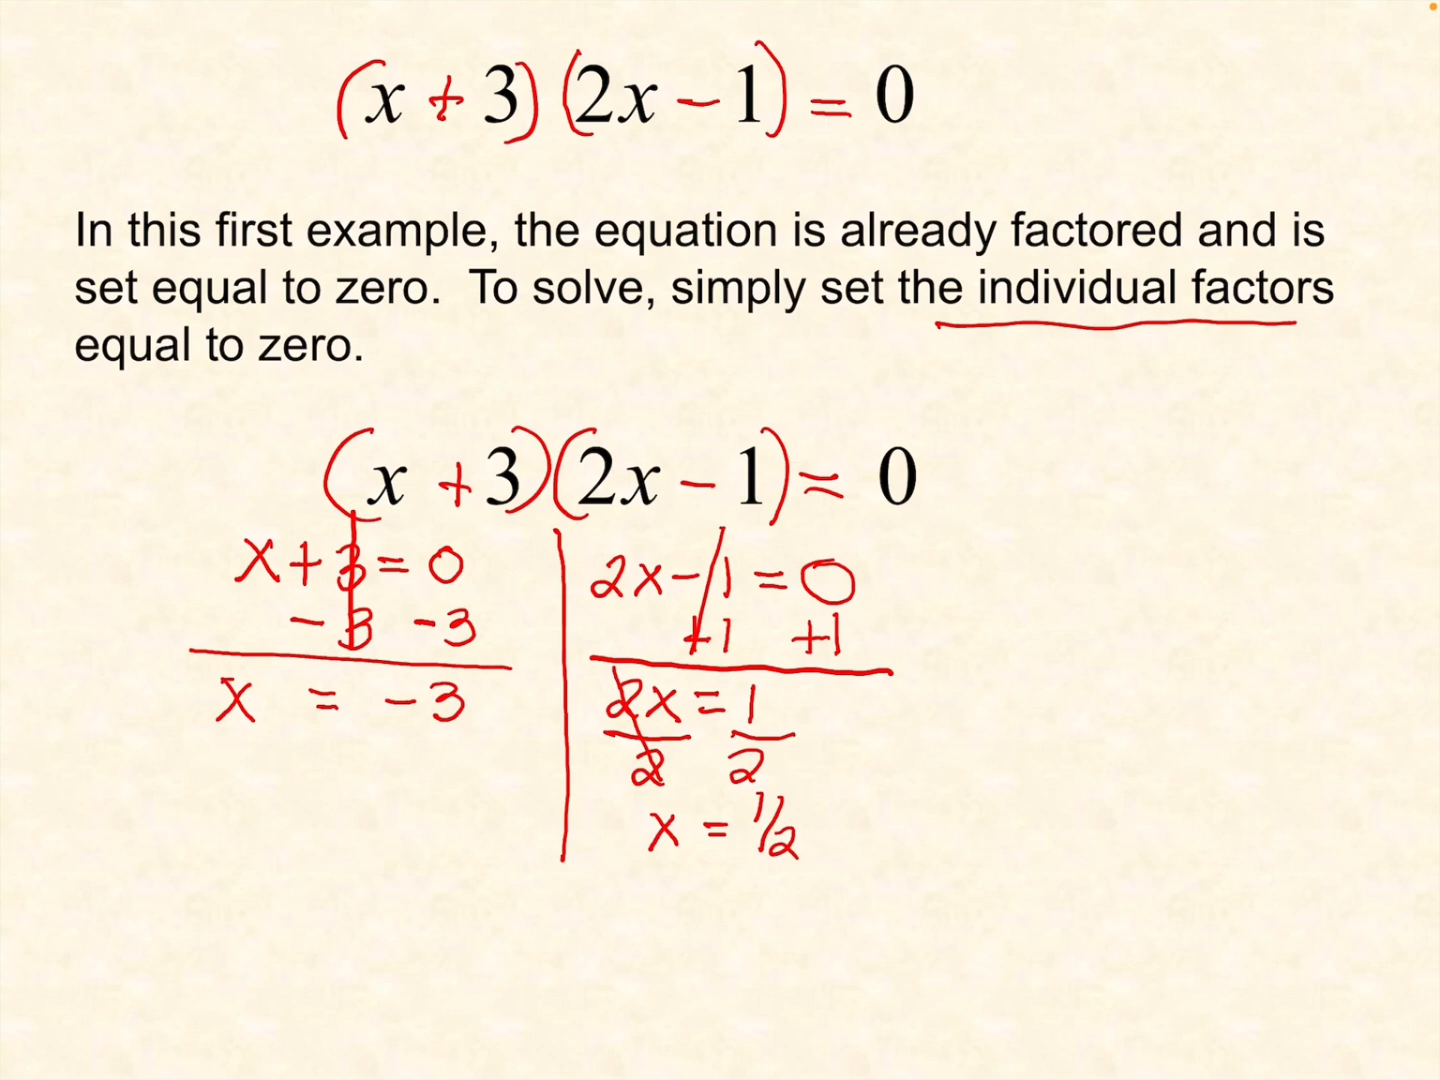 (x + 3)(2x - 1) = 0
In this first example, the equation is already factored and is
set equal to zero.  To solve, simply set the individual factors
equal to zero.
(x + 3)(2x - 1) = 0
x + 3 = 0
- 3 - 3
x = - 3
2x - 1 = 0
+1 +1
2x = 1
2 2
x = 1/2